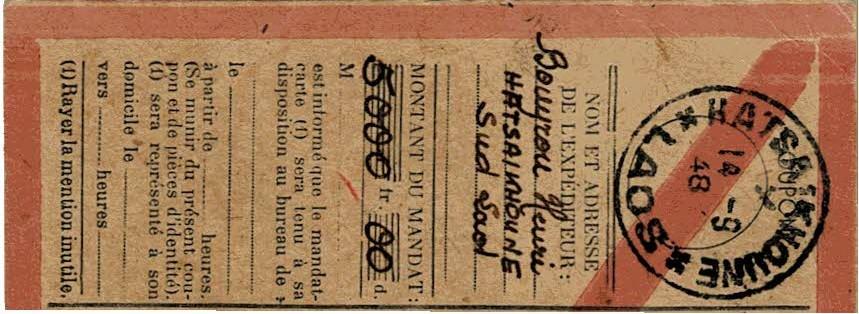 COUPON
HATSAIKHOUNE
14-9
48
* LAOS *
NOM ET ADRESSE
DE L'EXPÉDITEUR :
Bouyrou Henri
HATSAIKHOUNE
Sud Laos
MONTANT DU MANDAT :
5000 fr. 00 d.
M
est informé que le mandat-
carte (1) sera tenu à sa
disposition au bureau de
le
à partir de heures.
(Se munir du présent cou-
pon et de pièces d'identité).
(1) sera représenté à son
domicile le
vers heures
(1) Rayer la mention inutile.